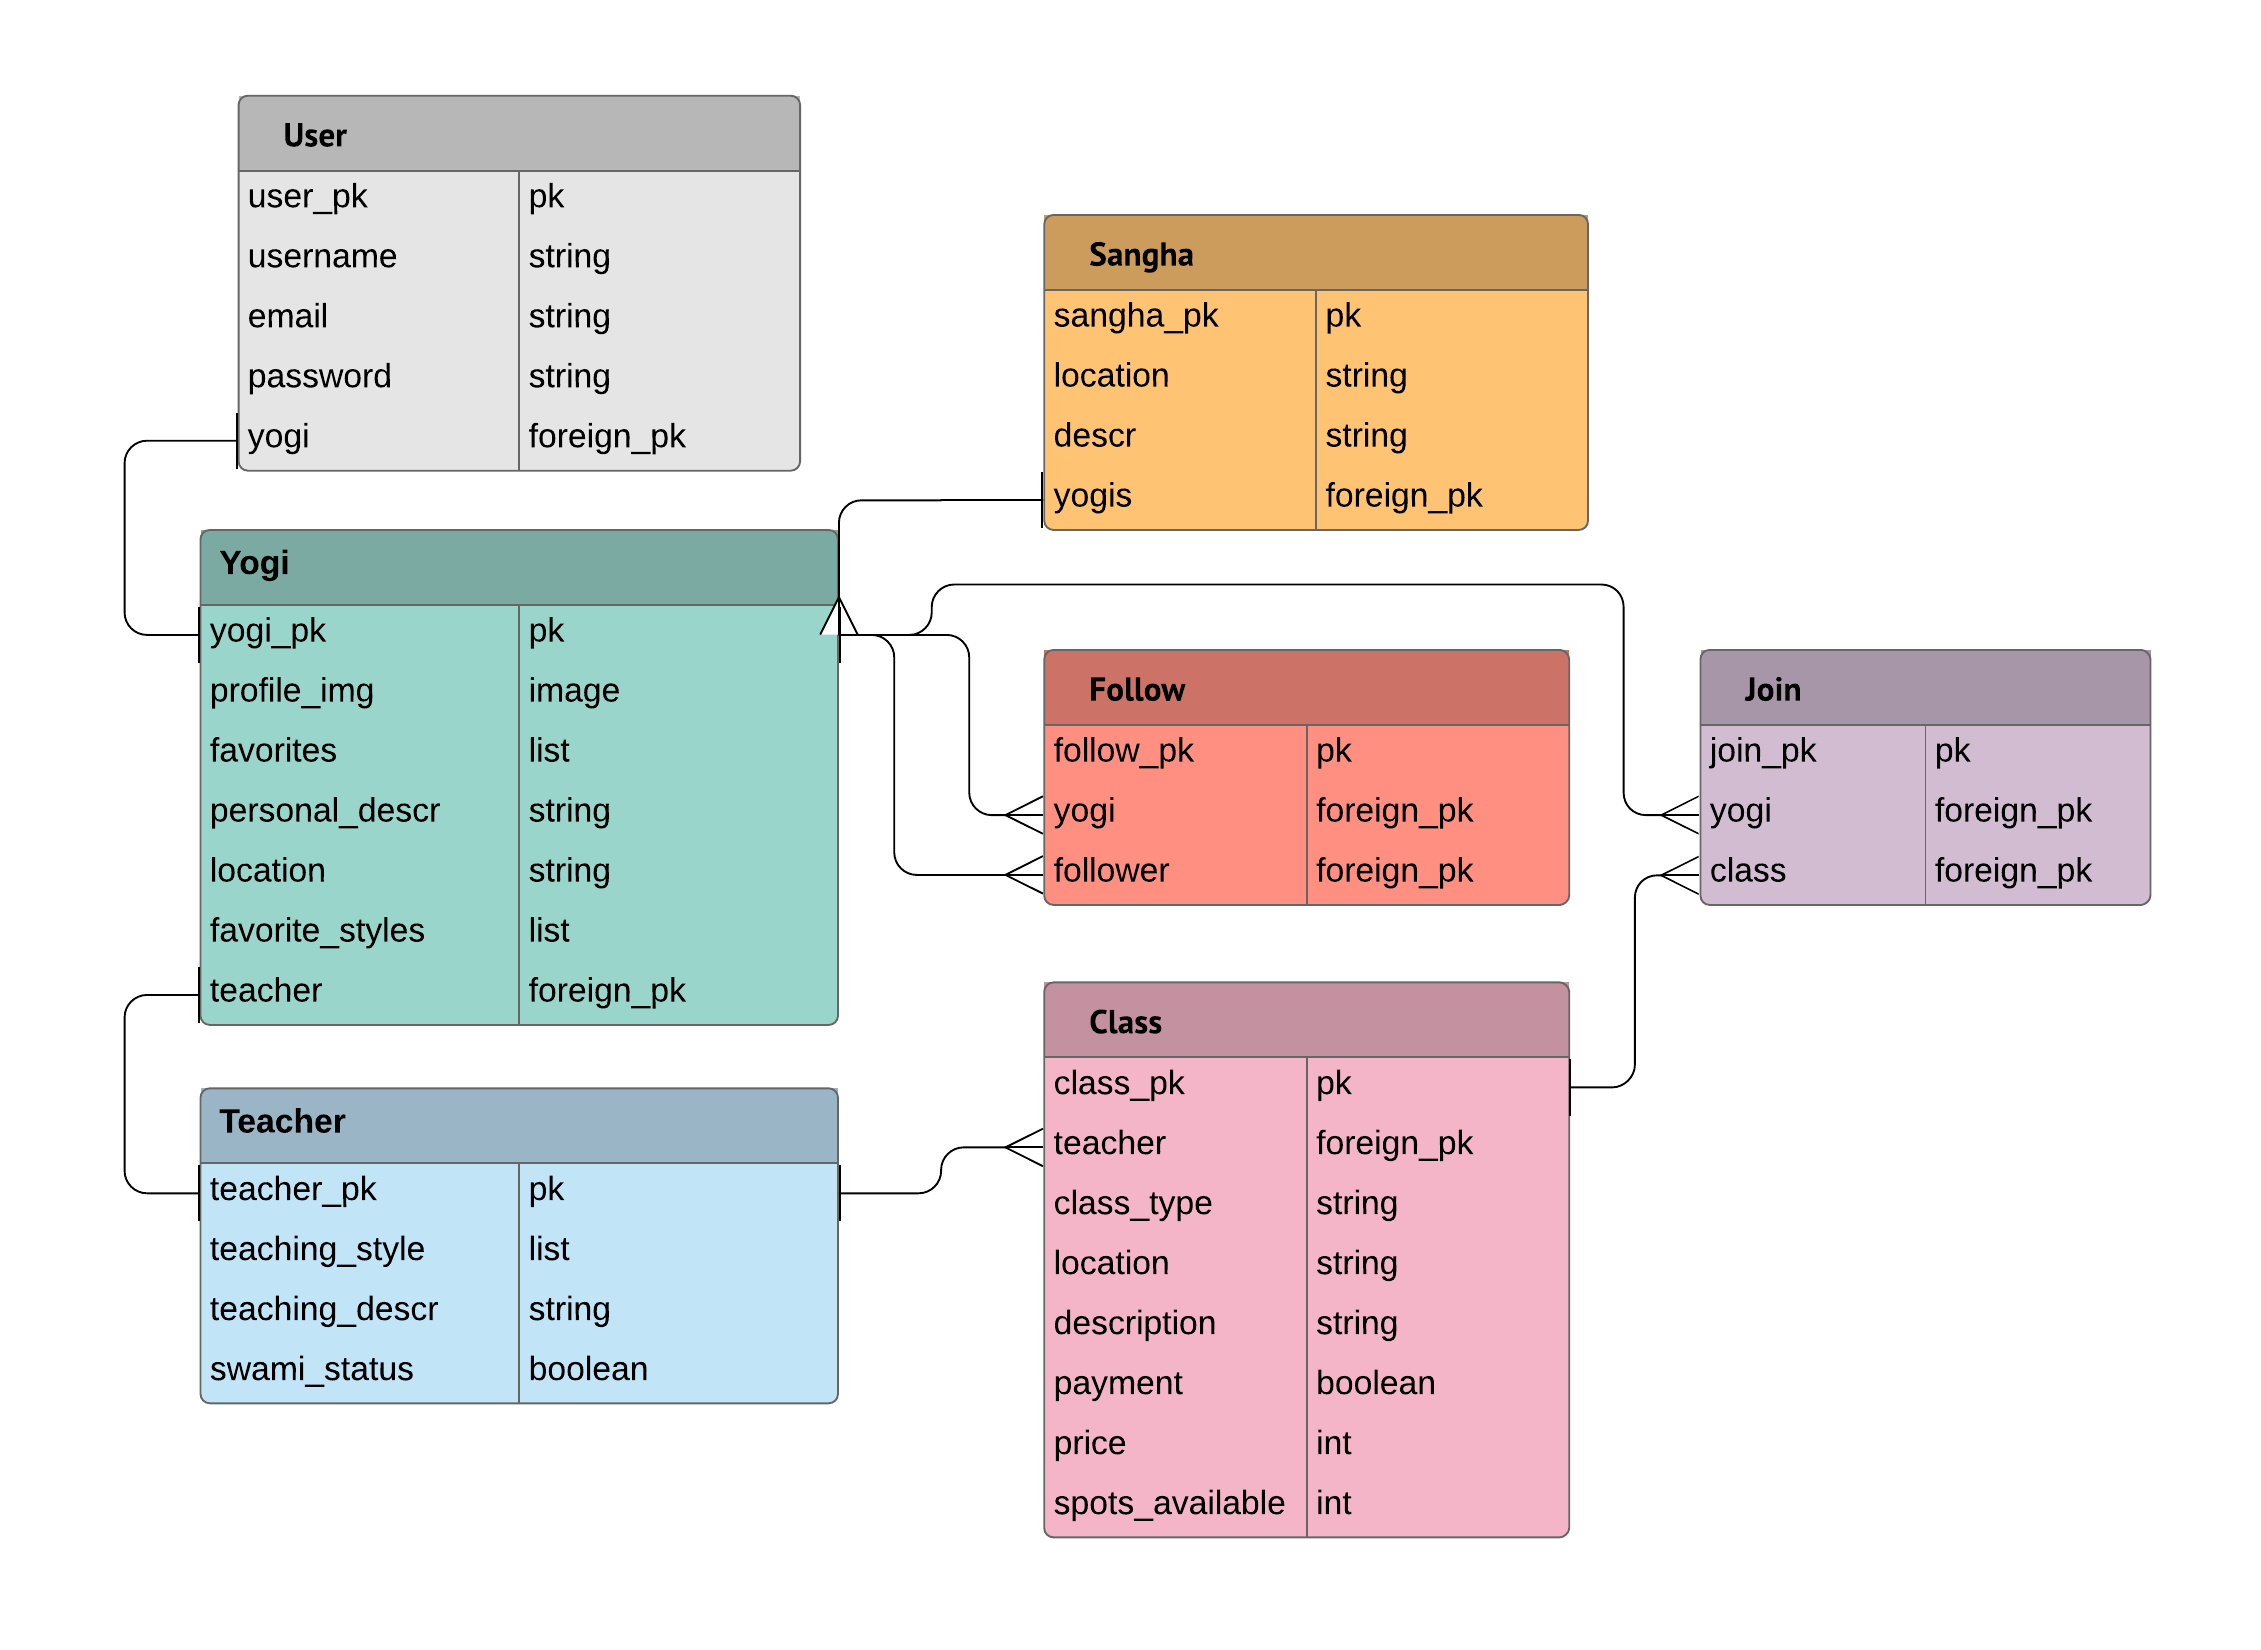 User
user_pk pk
username string
email string
password string
yogi foreign_pk
Sangha
sangha_pk pk
location string
descr string
yogis foreign_pk
Yogi
yogi_pk pk
profile_img image
favorites list
personal_descr string
location string
favorite_styles list
teacher foreign_pk
Follow
follow_pk pk
yogi foreign_pk
follower foreign_pk
Join
join_pk pk
yogi foreign_pk
class foreign_pk
Teacher
teacher_pk pk
teaching_style list
teaching_descr string
swami_status boolean
Class
class_pk pk
teacher foreign_pk
class_type string
location string
description string
payment boolean
price int
spots_available int